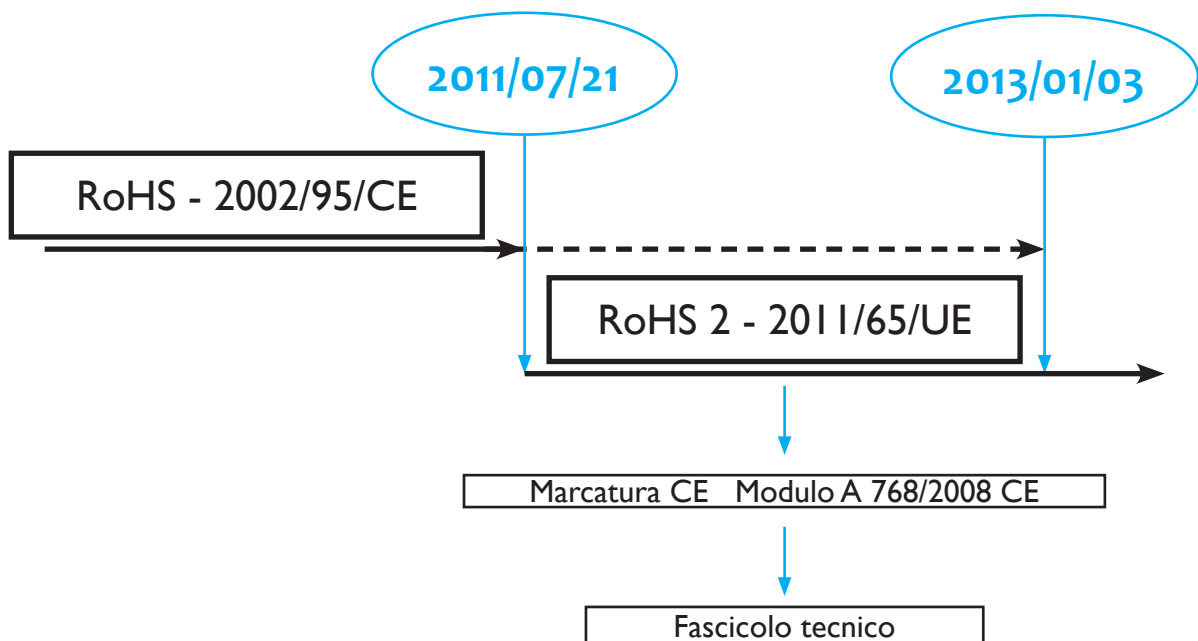 2011/07/21
2013/01/03
RoHS - 2002/95/CE
RoHS 2 - 2011/65/UE
Marcatura CE Modulo A 768/2008 CE
Fascicolo tecnico